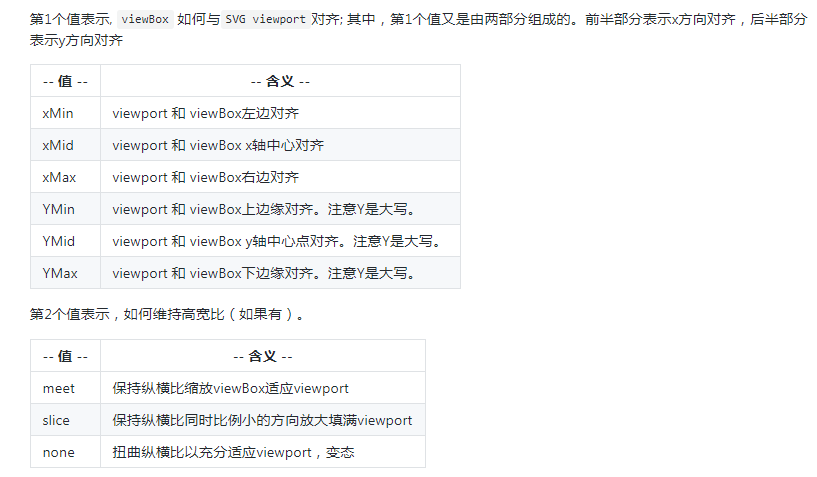 第1个值表示, viewBox 如何与 SVG viewport 对齐; 其中，第1个值又是由两部分组成的。前半部分表示x方向对齐，后半部分
表示y方向对齐
-- 值 -- -- 含义 --
xMin viewport 和 viewBox左边对齐
xMid viewport 和 viewBox x轴中心对齐
xMax viewport 和 viewBox右边对齐
YMin viewport 和 viewBox上边缘对齐。注意Y是大写。
YMid viewport 和 viewBox y轴中心点对齐。注意Y是大写。
YMax viewport 和 viewBox下边缘对齐。注意Y是大写。
第2个值表示，如何维持高宽比（如果有）。
-- 值 -- -- 含义 --
meet 保持纵横比缩放viewBox适应viewport
slice 保持纵横比同时比例小的方向放大填满viewport
none 扭曲纵横比以充分适应viewport，变态